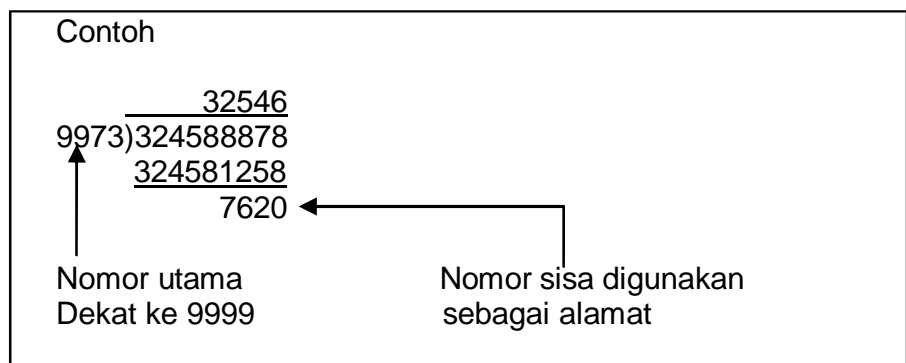 Contoh
32546
9973)324588878
324581258
7620
Nomor utama
Dekat ke 9999
Nomor sisa digunakan
sebagai alamat